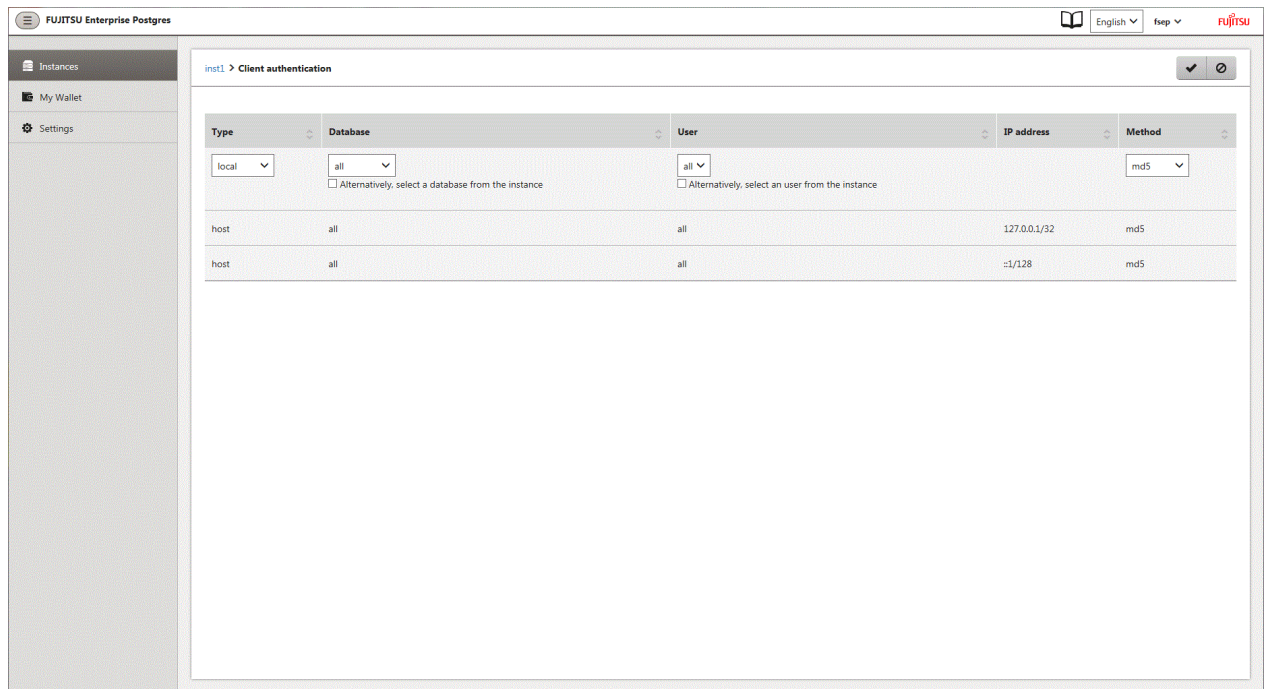 FUJITSU Enterprise Postgres English fsep FUJITSU
Instances
My Wallet
Settings
inst1 > Client authentication
Type Database User IP address Method
local all all md5
Alternatively, select a database from the instance Alternatively, select an user from the instance
host all all 127.0.0.1/32 md5
host all all ::1/128 md5